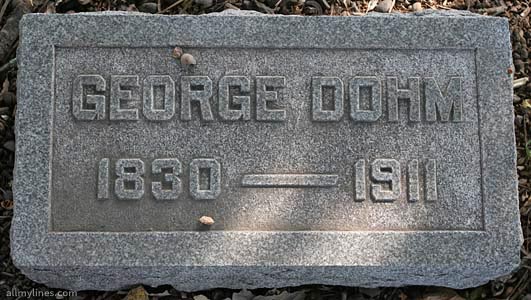 GEORGE DOHM
1830 — 1911
allmylines.com